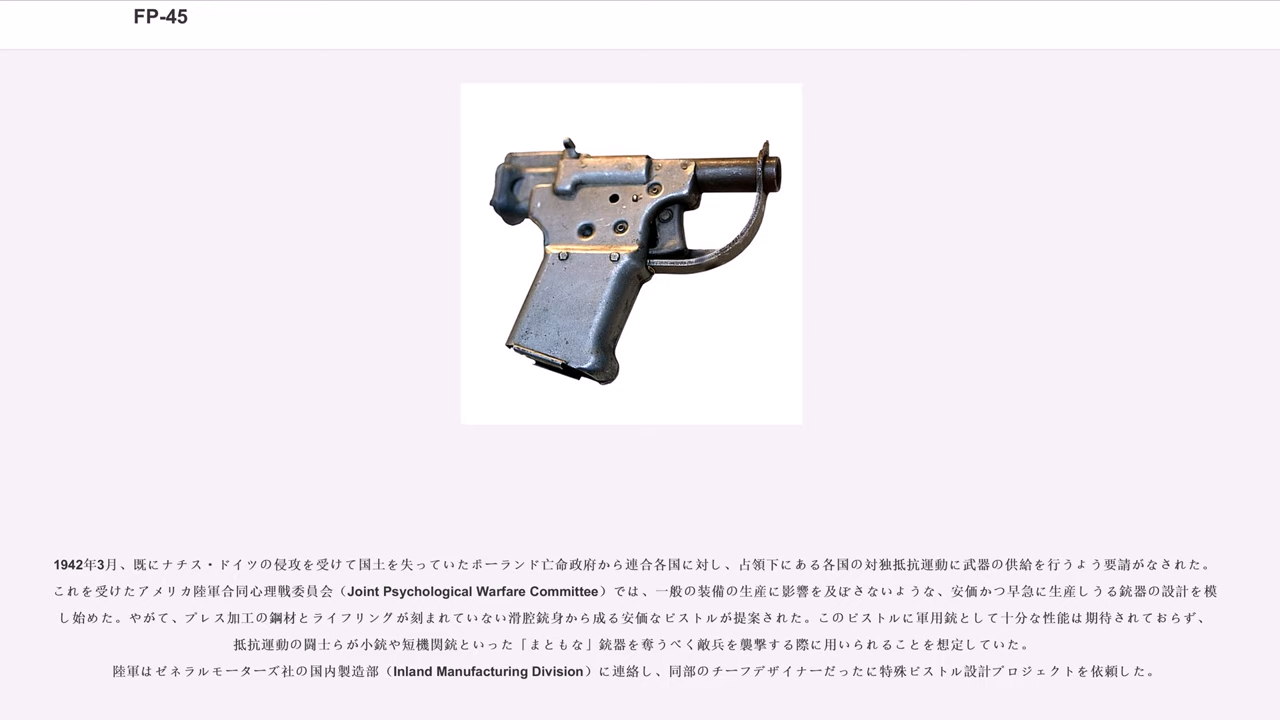 FP-45
1942年3月、既にナチス・ドイツの侵攻を受けて国土を失っていたポーランド亡命政府から連合各国に対し、占領下にある各国の対独抵抗運動に武器の供給を行うよう要請がなされた。
これを受けたアメリカ陸軍合同心理戦委員会（Joint Psychological Warfare Committee）では、一般の装備の生産に影響を及ぼさないような、安価かつ早急に生産しうる銃器の設計を模
し始めた。やがて、プレス加工の鋼材とライフリングが刻まれていない滑腔銃身から成る安価なピストルが提案された。このピストルに軍用銃として十分な性能は期待されておらず、
抵抗運動の闘士らが小銃や短機関銃といった「まともな」銃器を奪うべく敵兵を襲撃する際に用いられることを想定していた。
陸軍はゼネラルモーターズ社の国内製造部（Inland Manufacturing Division）に連絡し、同部のチーフデザイナーだったに特殊ピストル設計プロジェクトを依頼した。